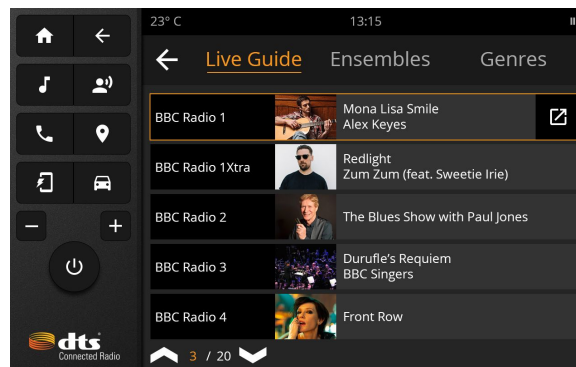 23° C
13:15
Live Guide
Ensembles
Genres
BBC Radio 1
Mona Lisa Smile
Alex Keyes
BBC Radio 1Xtra
Redlight
Zum Zum (feat. Sweetie Irie)
BBC Radio 2
The Blues Show with Paul Jones
BBC Radio 3
Durufle's Requiem
BBC Singers
BBC Radio 4
Front Row
3 / 20
dts
Connected Radio